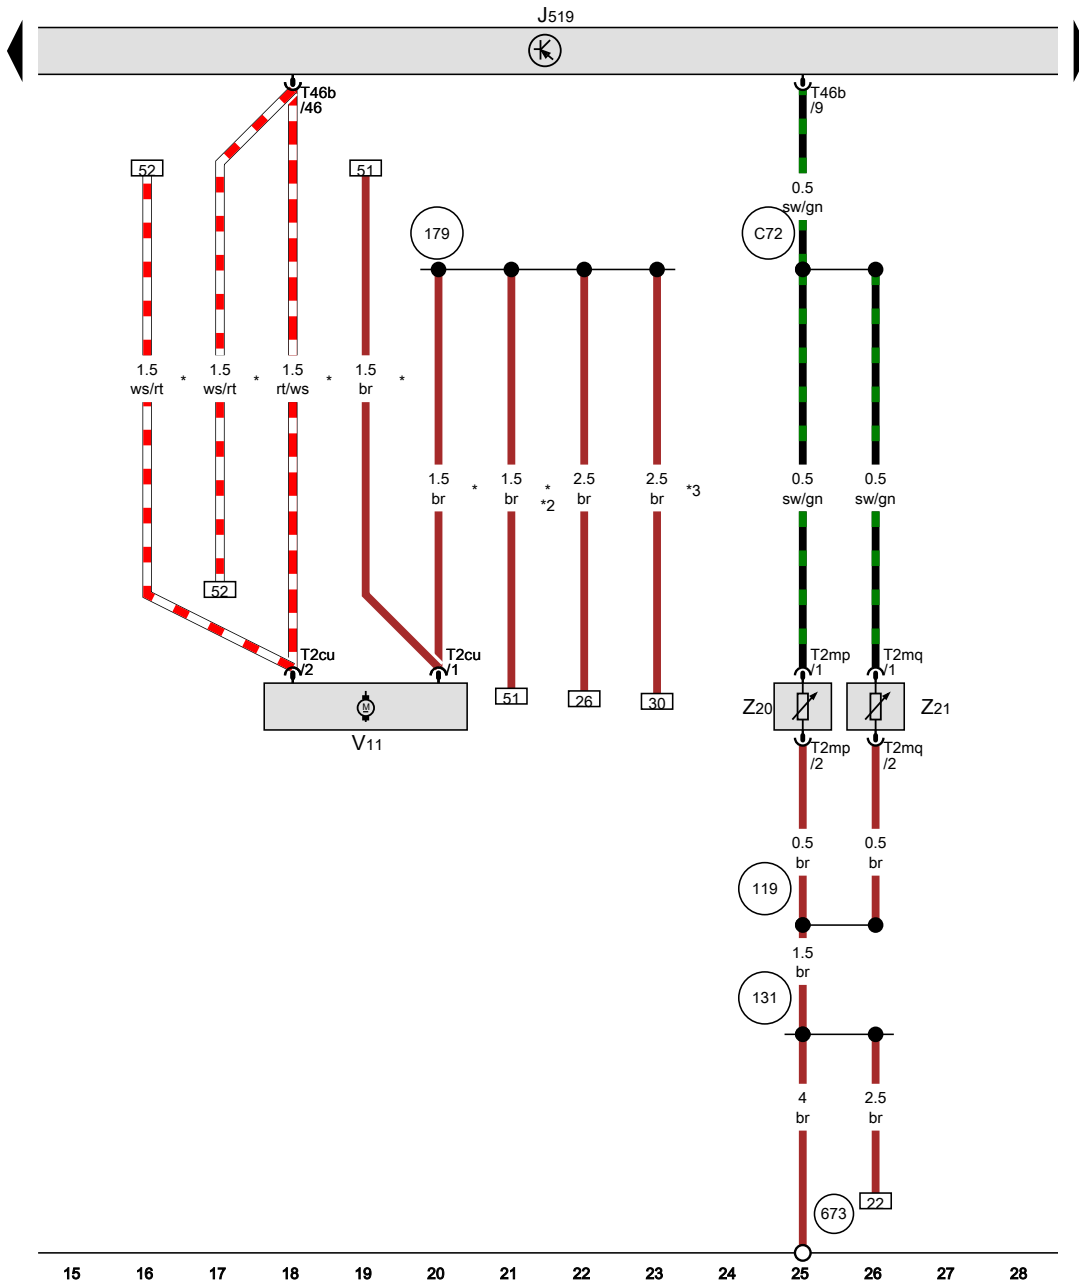 J519
T46b
/46
T46b
/9
52
51
0.5
sw/gn
179
C72
1.5
ws/rt
*
1.5
ws/rt
*
1.5
rt/ws
*
1.5
br
*
1.5
br
*
1.5
br
*
*2
2.5
br
2.5
br
*3
0.5
sw/gn
0.5
sw/gn
52
T2cu
/2
T2cu
/1
T2mp
/1
T2mq
/1
51
26
30
V11
Z20
Z21
T2mp
/2
T2mq
/2
0.5
br
0.5
br
119
1.5
br
131
4
br
2.5
br
22
673
15 16 17 18 19 20 21 22 23 24 25 26 27 28